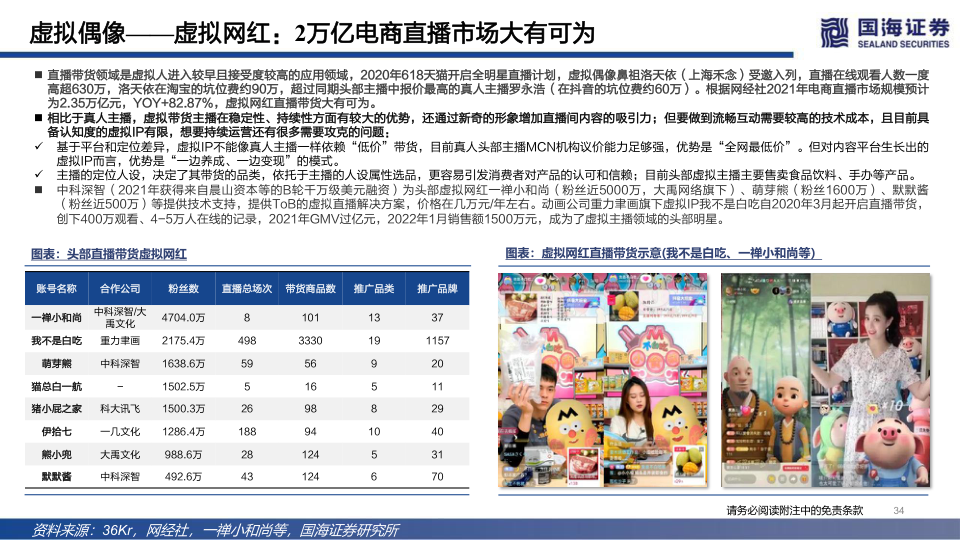 虚拟偶像——虚拟网红：2万亿电商直播市场大有可为
国海证券
SEALAND SECURITIES
■ 直播带货领域是虚拟人进入较早且接受度较高的应用领域，2020年618天猫开启全明星直播计划，虚拟偶像鼻祖洛天依（上海禾念）受邀入列，直播在线观看人数一度
高超630万，洛天依在淘宝的坑位费约90万，超过同期头部主播中报价最高的真人主播罗永浩（在抖音的坑位费约60万）。根据网经社2021年电商直播市场规模预计
为2.35万亿元，YOY+82.87%，虚拟网红直播带货大有可为。
■ 相比于真人主播，虚拟带货主播在稳定性、持续性方面有较大的优势，还通过新奇的形象增加直播间内容的吸引力；但要做到流畅互动需要较高的技术成本，且目前具
备认知度的虚拟IP有限，想要持续运营还有很多需要攻克的问题：
✓ 基于平台和定位差异，虚拟IP不能像真人主播一样依赖“低价”带货，目前真人头部主播MCN机构议价能力足够强，优势是“全网最低价”。但对内容平台生长出的
虚拟IP而言，优势是“一边养成、一边变现”的模式。
✓ 主播的定位人设，决定了其带货的品类，依托于主播的人设属性选品，更容易引发消费者对产品的认可和信赖；目前头部虚拟主播主要售卖食品饮料、手办等产品。
■ 中科深智（2021年获得来自晨山资本等的B轮千万级美元融资）为头部虚拟网红一禅小和尚（粉丝近5000万，大禹网络旗下）、萌芽熊（粉丝1600万）、默默酱
（粉丝近500万）等提供技术支持，提供ToB的虚拟直播解决方案，价格在几万元/年左右。动画公司重力聿画旗下虚拟IP我不是白吃自2020年3月起开启直播带货，
创下400万观看、4-5万人在线的记录，2021年GMV过亿元，2022年1月销售额1500万元，成为了虚拟主播领域的头部明星。
图表：头部直播带货虚拟网红
账号名称 合作公司 粉丝数 直播总场次 带货商品数 推广品类 推广品牌
一禅小和尚 中科深智/大禹文化 4704.0万 8 101 13 37
我不是白吃 重力聿画 2175.4万 498 3330 19 1157
萌芽熊 中科深智 1638.6万 59 56 9 20
猫总白一航 - 1502.5万 5 16 5 11
猪小屁之家 科大讯飞 1500.3万 26 98 8 29
伊拾七 一几文化 1286.4万 188 94 10 40
熊小兜 大禹文化 988.6万 28 124 5 31
默默酱 中科深智 492.6万 43 124 6 70
图表：虚拟网红直播带货示意(我不是白吃、一禅小和尚等）
×10
请务必阅读附注中的免责条款
34
资料来源：36Kr，网经社，一禅小和尚等，国海证券研究所